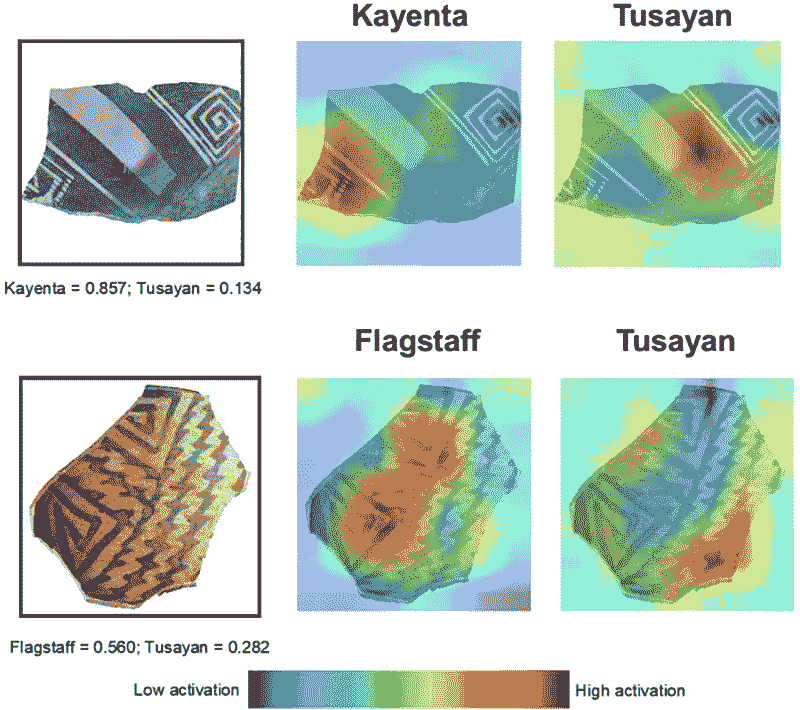 Kayenta Tusayan
Kayenta = 0.857; Tusayan = 0.134
Flagstaff Tusayan
Flagstaff = 0.560; Tusayan = 0.282
Low activation High activation